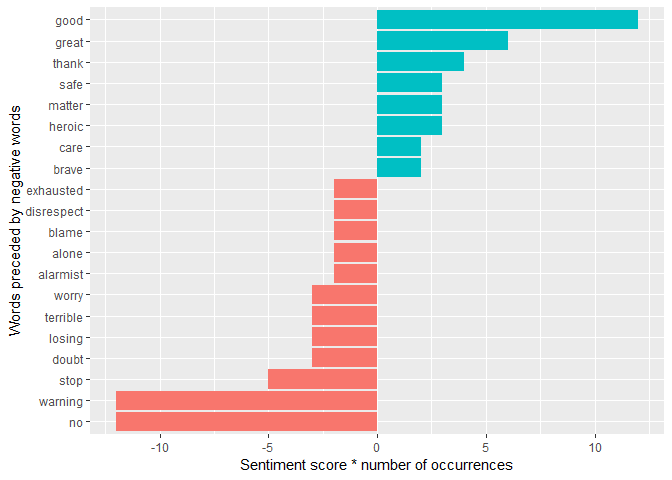 good
great
thank
safe
matter
heroic
care
brave
exhausted
disrespect
blame
alone
alarmist
worry
terrible
losing
doubt
stop
warning
no
Words preceded by negative words
-10 -5 0 5 10
Sentiment score * number of occurrences